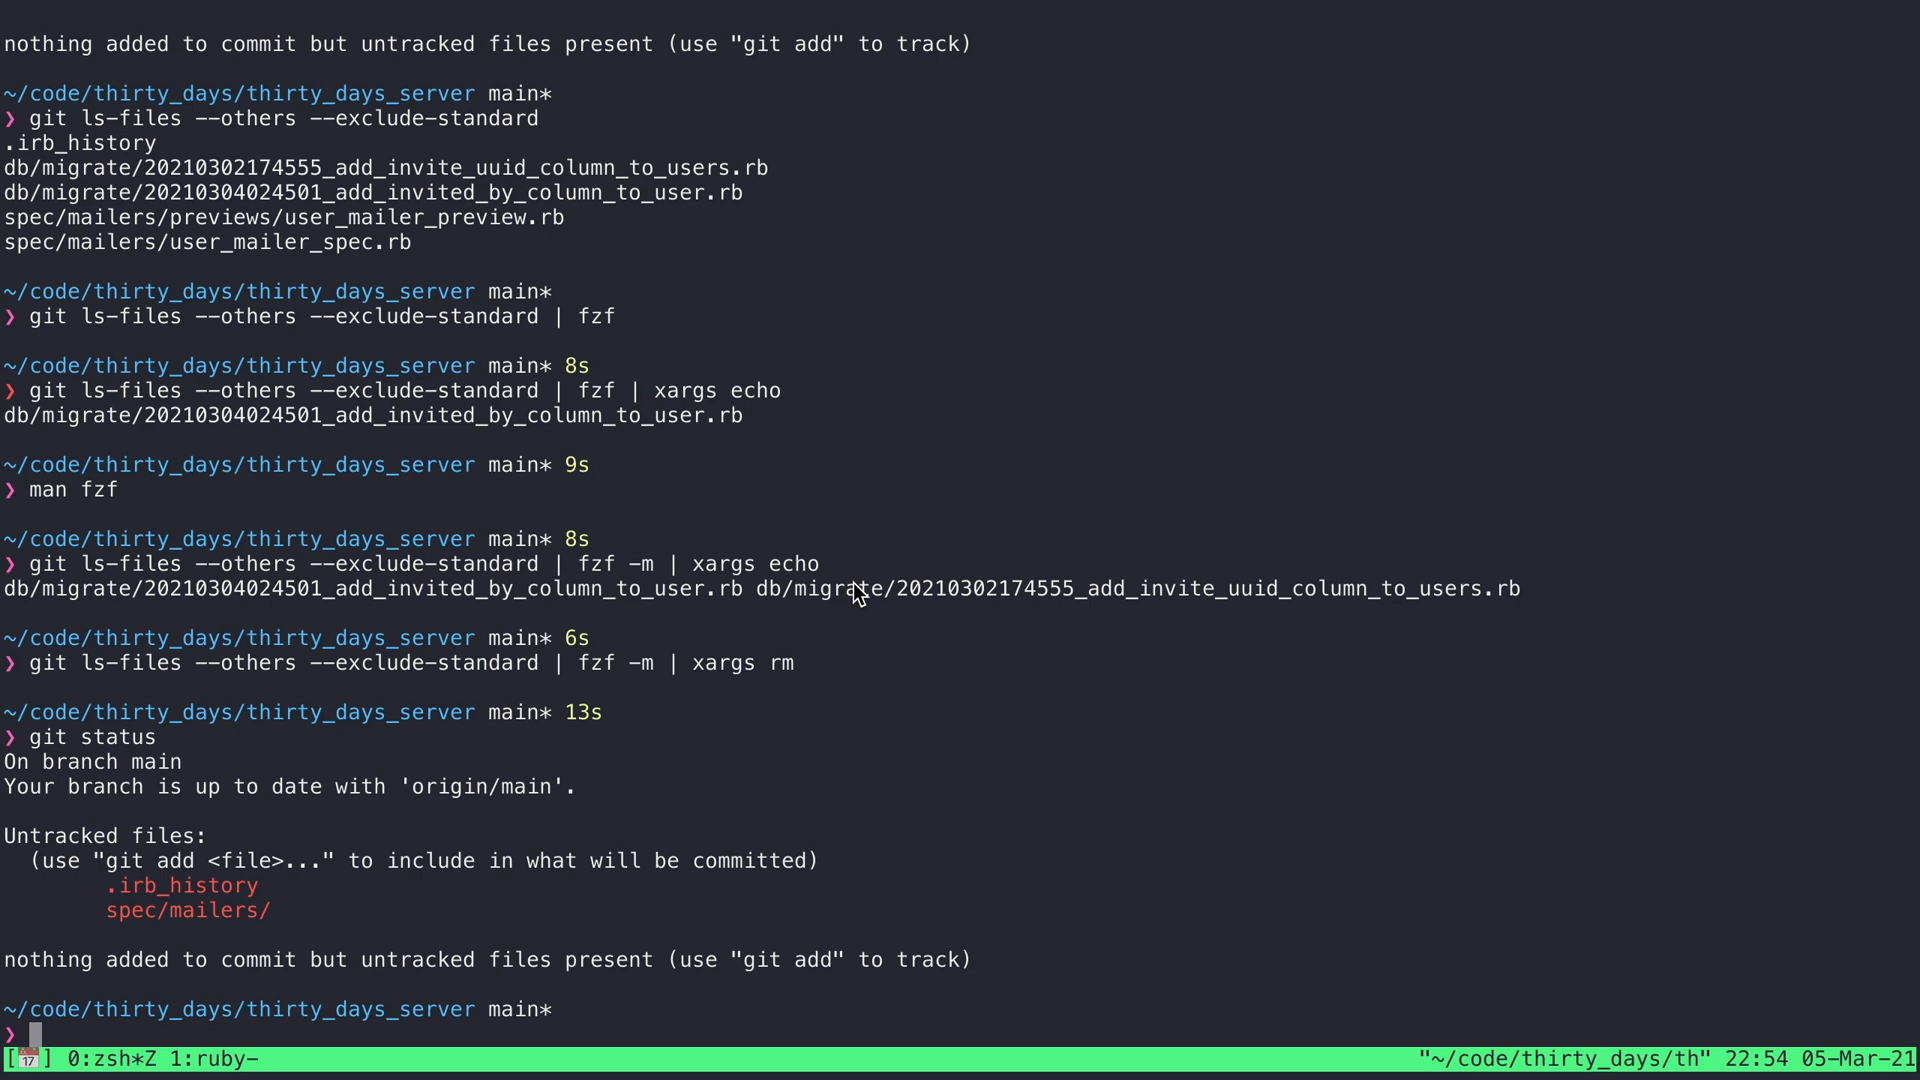 nothing added to commit but untracked files present (use "git add" to track)
~/code/thirty_days/thirty_days_server main*
❯ git ls-files --others --exclude-standard
.irb_history
db/migrate/20210302174555_add_invite_uuid_column_to_users.rb
db/migrate/20210304024501_add_invited_by_column_to_user.rb
spec/mailers/previews/user_mailer_preview.rb
spec/mailers/user_mailer_spec.rb
~/code/thirty_days/thirty_days_server main*
❯ git ls-files --others --exclude-standard | fzf
~/code/thirty_days/thirty_days_server main* 8s
❯ git ls-files --others --exclude-standard | fzf | xargs echo
db/migrate/20210304024501_add_invited_by_column_to_user.rb
~/code/thirty_days/thirty_days_server main* 9s
❯ man fzf
~/code/thirty_days/thirty_days_server main* 8s
❯ git ls-files --others --exclude-standard | fzf -m | xargs echo
db/migrate/20210304024501_add_invited_by_column_to_user.rb db/migrate/20210302174555_add_invite_uuid_column_to_users.rb
~/code/thirty_days/thirty_days_server main* 6s
❯ git ls-files --others --exclude-standard | fzf -m | xargs rm
~/code/thirty_days/thirty_days_server main* 13s
❯ git status
On branch main
Your branch is up to date with 'origin/main'.
Untracked files:
  (use "git add <file>..." to include in what will be committed)
        .irb_history
        spec/mailers/
nothing added to commit but untracked files present (use "git add" to track)
~/code/thirty_days/thirty_days_server main*
❯
[📅] 0:zsh*Z 1:ruby- "~/code/thirty_days/th" 22:54 05-Mar-21